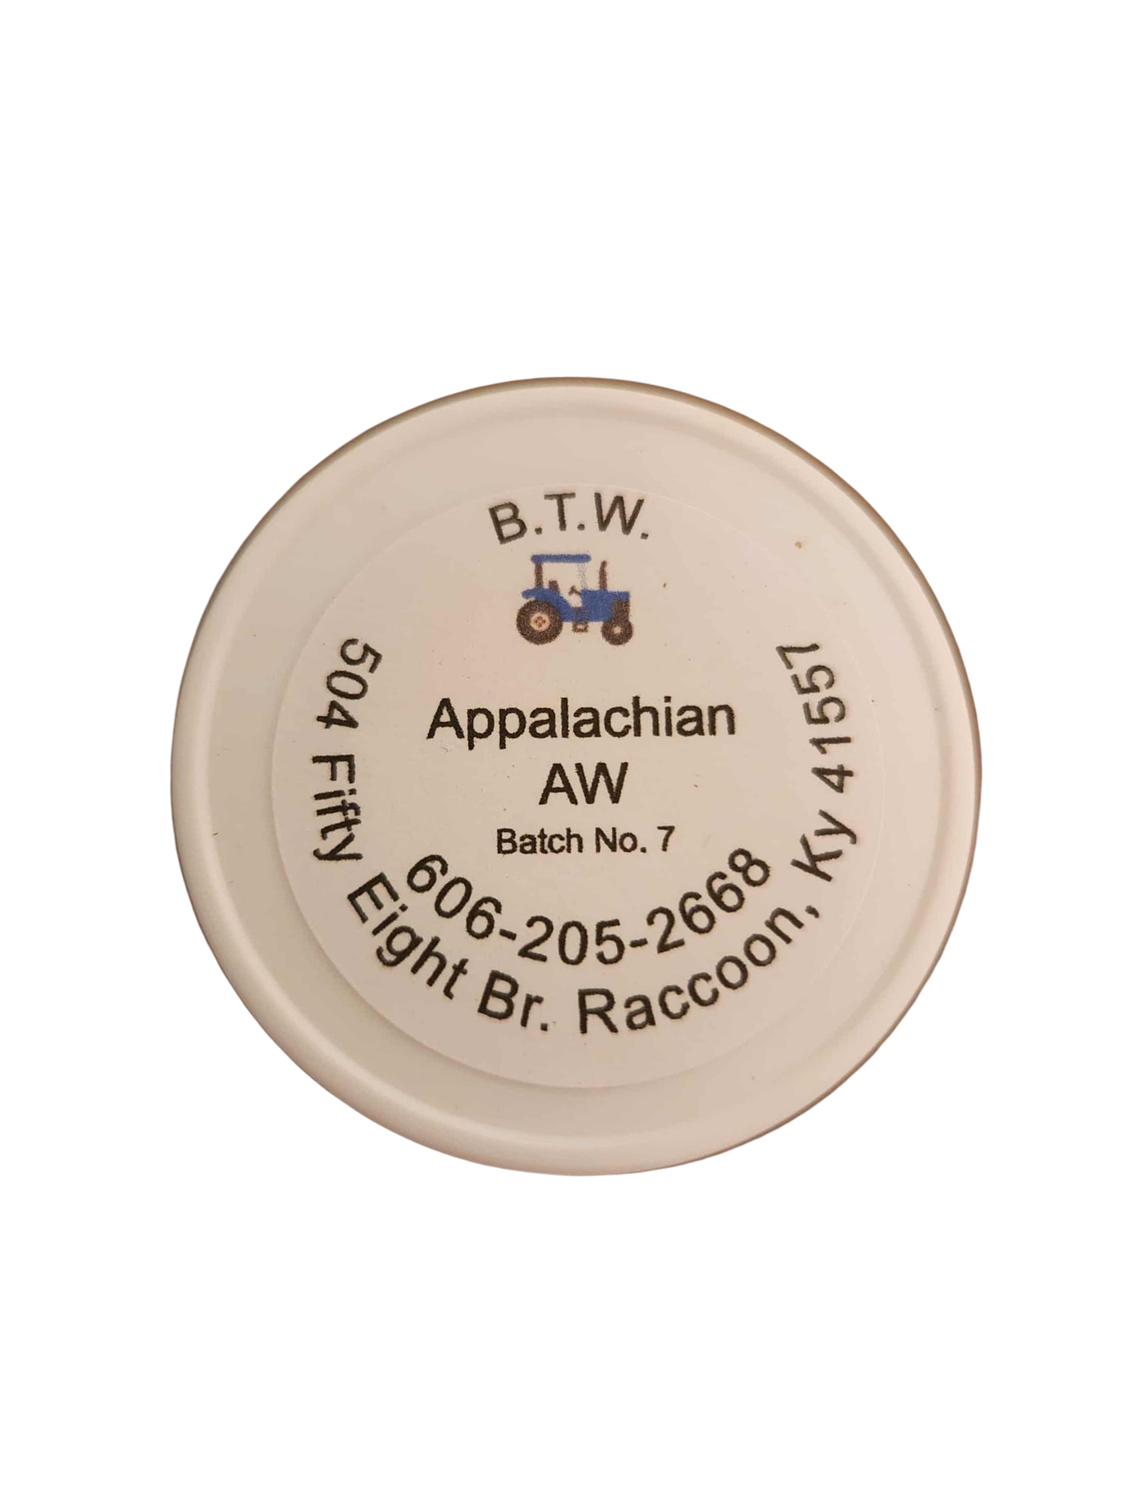 B.T.W.
Appalachian
AW
Batch No. 7
606-205-2668
504 Fifty Eight Br. Raccoon, Ky 41557